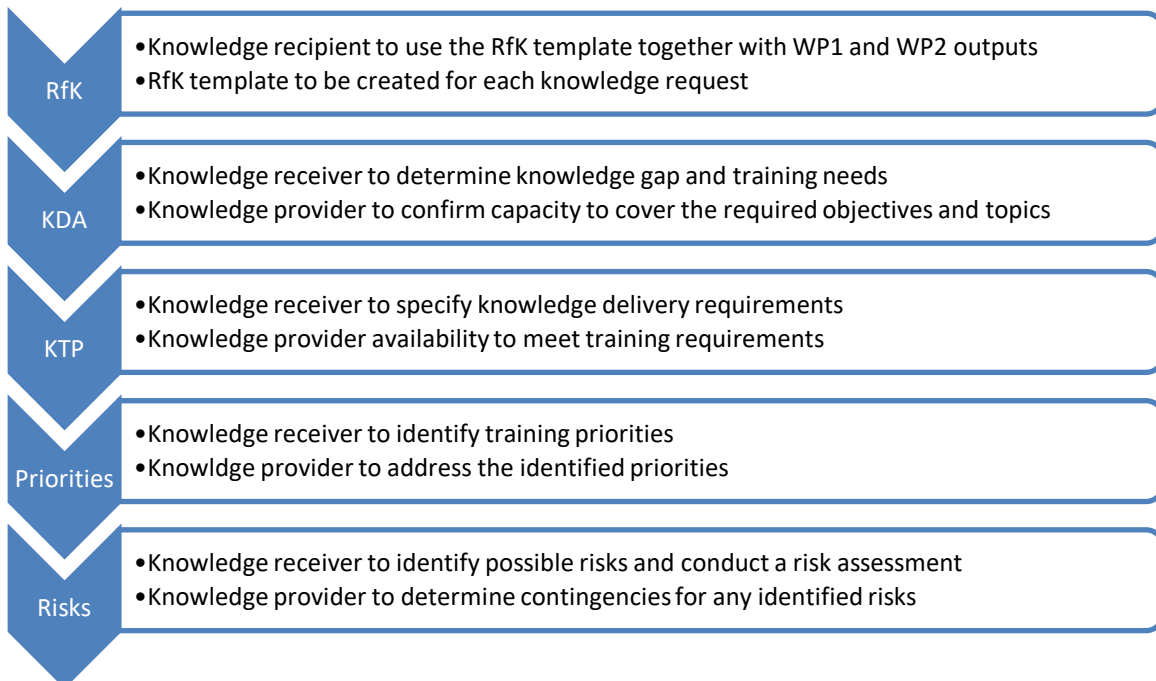 RfK
•Knowledge recipient to use the RfK template together with WP1 and WP2 outputs
•RfK template to be created for each knowledge request
KDA
•Knowledge receiver to determine knowledge gap and training needs
•Knowledge provider to confirm capacity to cover the required objectives and topics
KTP
•Knowledge receiver to specify knowledge delivery requirements
•Knowledge provider availability to meet training requirements
Priorities
•Knowledge receiver to identify training priorities
•Knowldge provider to address the identified priorities
Risks
•Knowledge receiver to identify possible risks and conduct a risk assessment
•Knowledge provider to determine contingencies for any identified risks